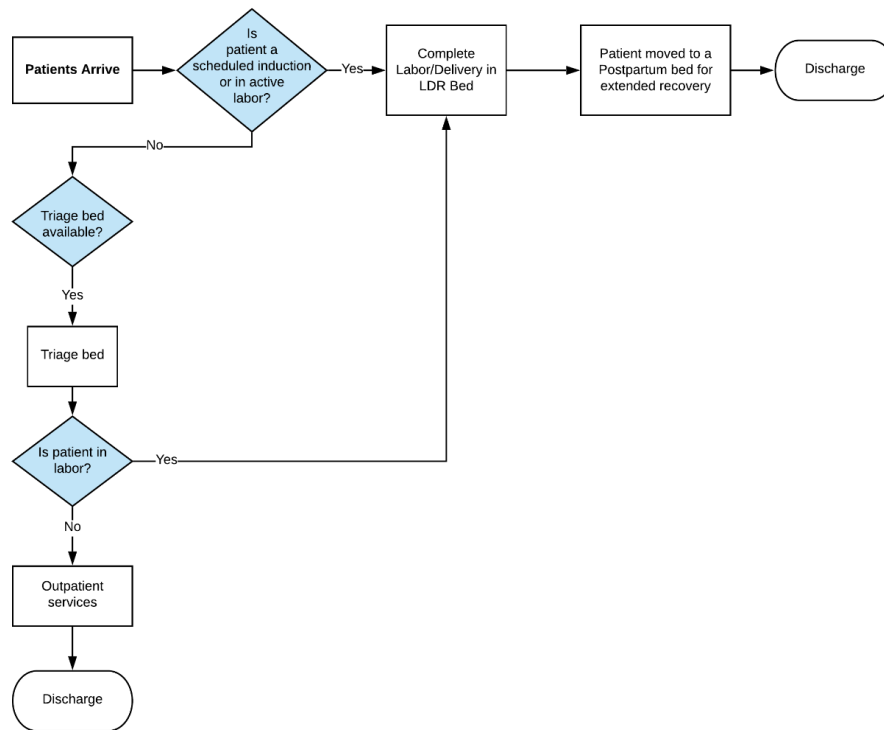 Patients Arrive
Is
patient a
scheduled induction
or in active
labor?
Yes
Complete
Labor/Delivery in
LDR Bed
Patient moved to a
Postpartum bed for
extended recovery
Discharge
No
Triage bed
available?
Yes
Triage bed
Is patient in
labor?
Yes
No
Outpatient
services
Discharge